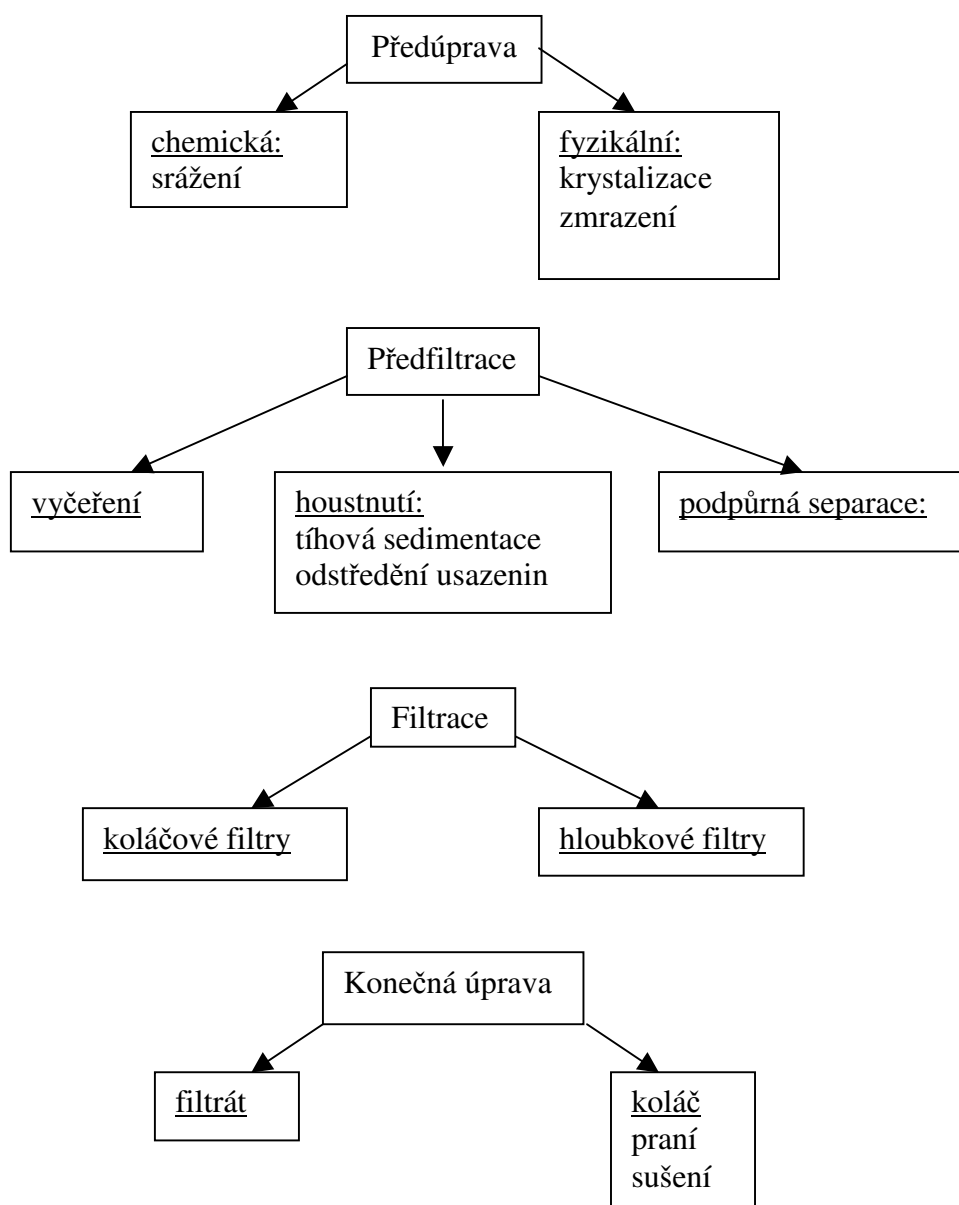 Předúprava
chemická:
srážení
fyzikální:
krystalizace
zmrazení
Předfiltrace
vyčeření
houstnutí:
tíhová sedimentace
odstředění usazenin
podpůrná separace:
Filtrace
koláčové filtry
hloubkové filtry
Konečná úprava
filtrát
koláč
praní
sušení